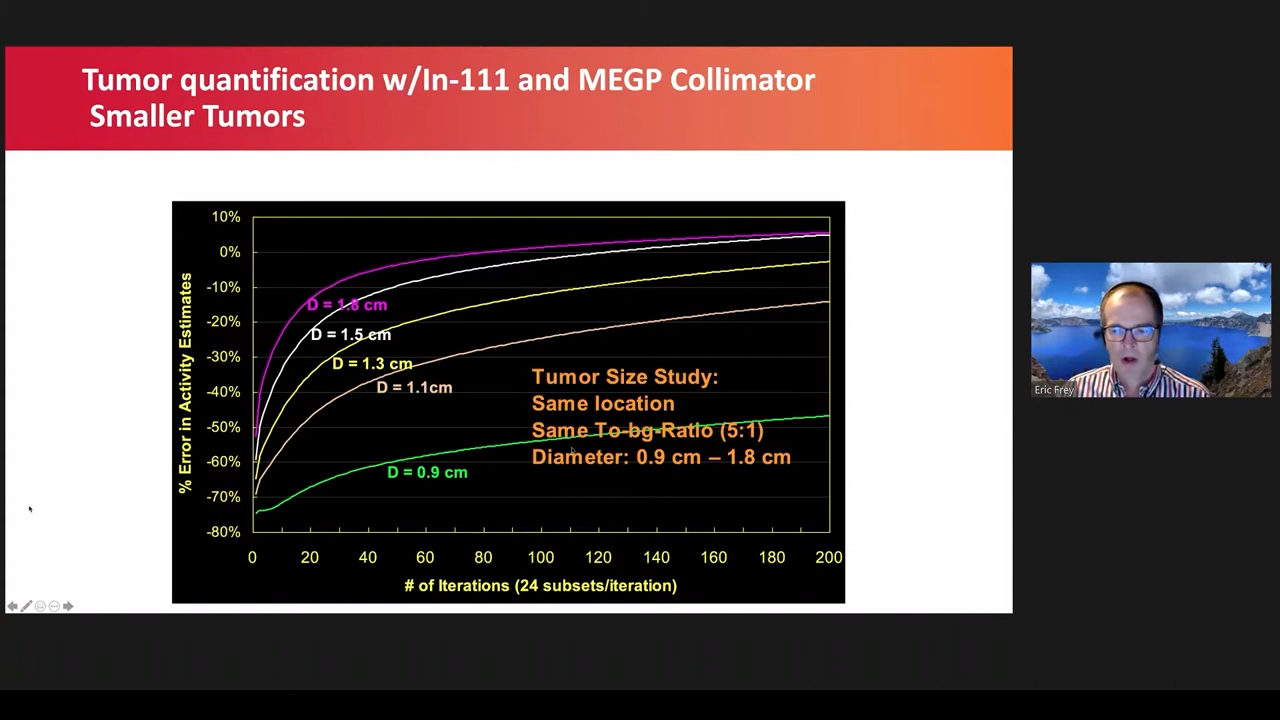 Tumor quantification w/In-111 and MEGP Collimator
Smaller Tumors
10%
0%
-10%
-20%
-30%
-40%
-50%
-60%
-70%
-80%
% Error in Activity Estimates
D = 1.8 cm
D = 1.5 cm
D = 1.3 cm
D = 1.1cm
D = 0.9 cm
Tumor Size Study:
Same location
Same To-bg-Ratio (5:1)
Diameter: 0.9 cm – 1.8 cm
0 20 40 60 80 100 120 140 160 180 200
# of Iterations (24 subsets/iteration)
Eric Frey